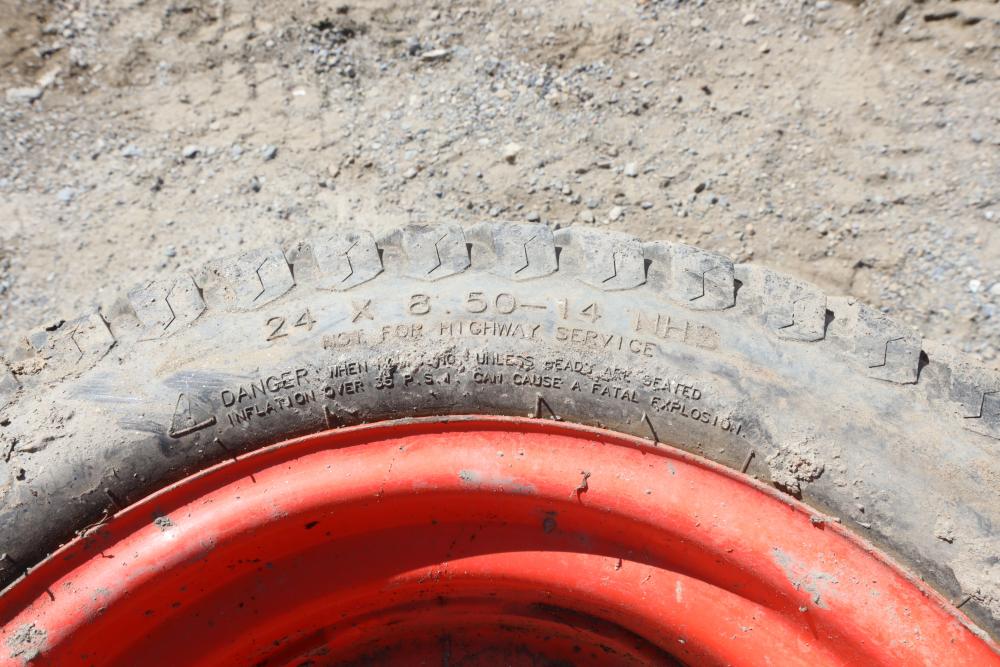 24 X 8.50-14 NHS
NOT FOR HIGHWAY SERVICE
DANGER WHEN UNLESS BEADS ARE SEATED
INFLATION OVER 35 P.S.I. CAN CAUSE A FATAL EXPLOSION